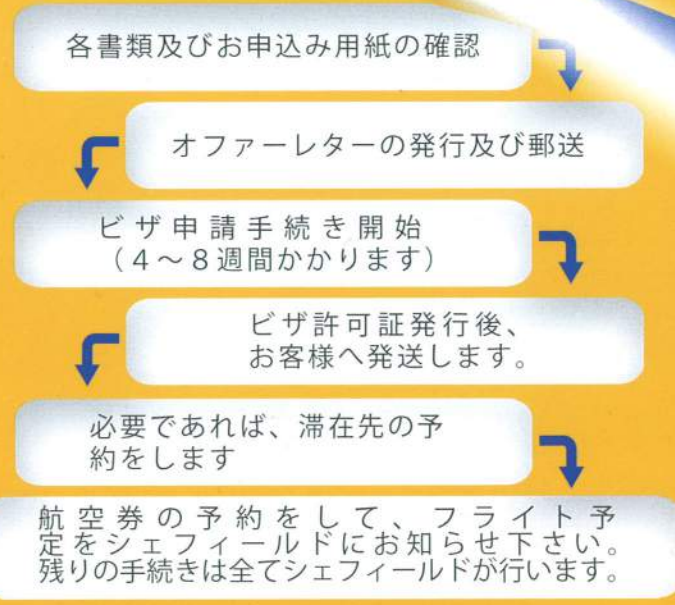 各書類及びお申込み用紙の確認
オファーレターの発行及び郵送
ビザ申請手続き開始
（４～８週間かかります）
ビザ許可証発行後、
お客様へ発送します。
必要であれば、滞在先の予
約をします
航空券の予約をして、フライト予
定をシェフィールドにお知らせ下さい。
残りの手続きは全てシェフィールドが行います。